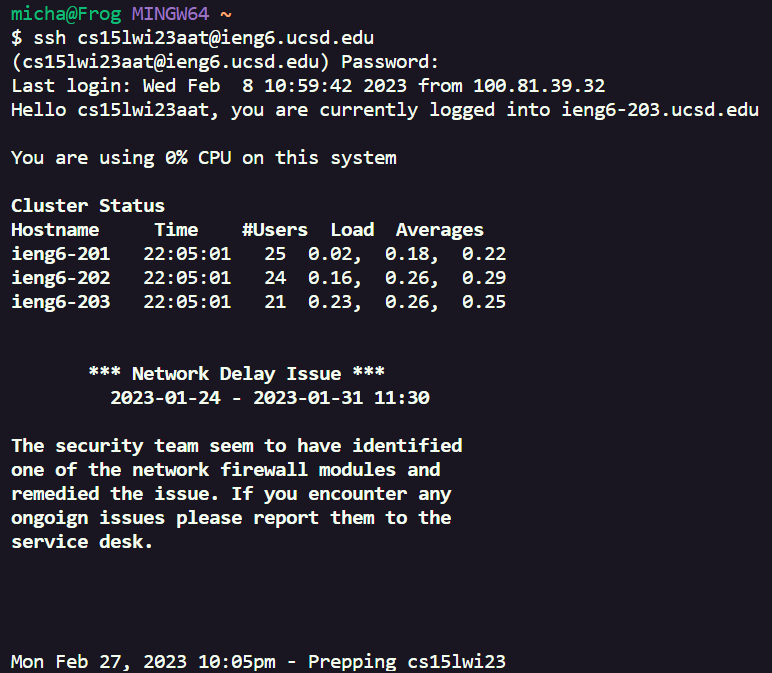 micha@Frog MINGW64 ~
$ ssh cs15lwi23aat@ieng6.ucsd.edu
(cs15lwi23aat@ieng6.ucsd.edu) Password:
Last login: Wed Feb  8 10:59:42 2023 from 100.81.39.32
Hello cs15lwi23aat, you are currently logged into ieng6-203.ucsd.edu
You are using 0% CPU on this system
Cluster Status
Hostname     Time    #Users  Load  Averages
ieng6-201   22:05:01   25  0.02,  0.18,  0.22
ieng6-202   22:05:01   24  0.16,  0.26,  0.29
ieng6-203   22:05:01   21  0.23,  0.26,  0.25
*** Network Delay Issue ***
2023-01-24 - 2023-01-31 11:30
The security team seem to have identified
one of the network firewall modules and
remedied the issue. If you encounter any
ongoign issues please report them to the
service desk.
Mon Feb 27, 2023 10:05pm - Prepping cs15lwi23